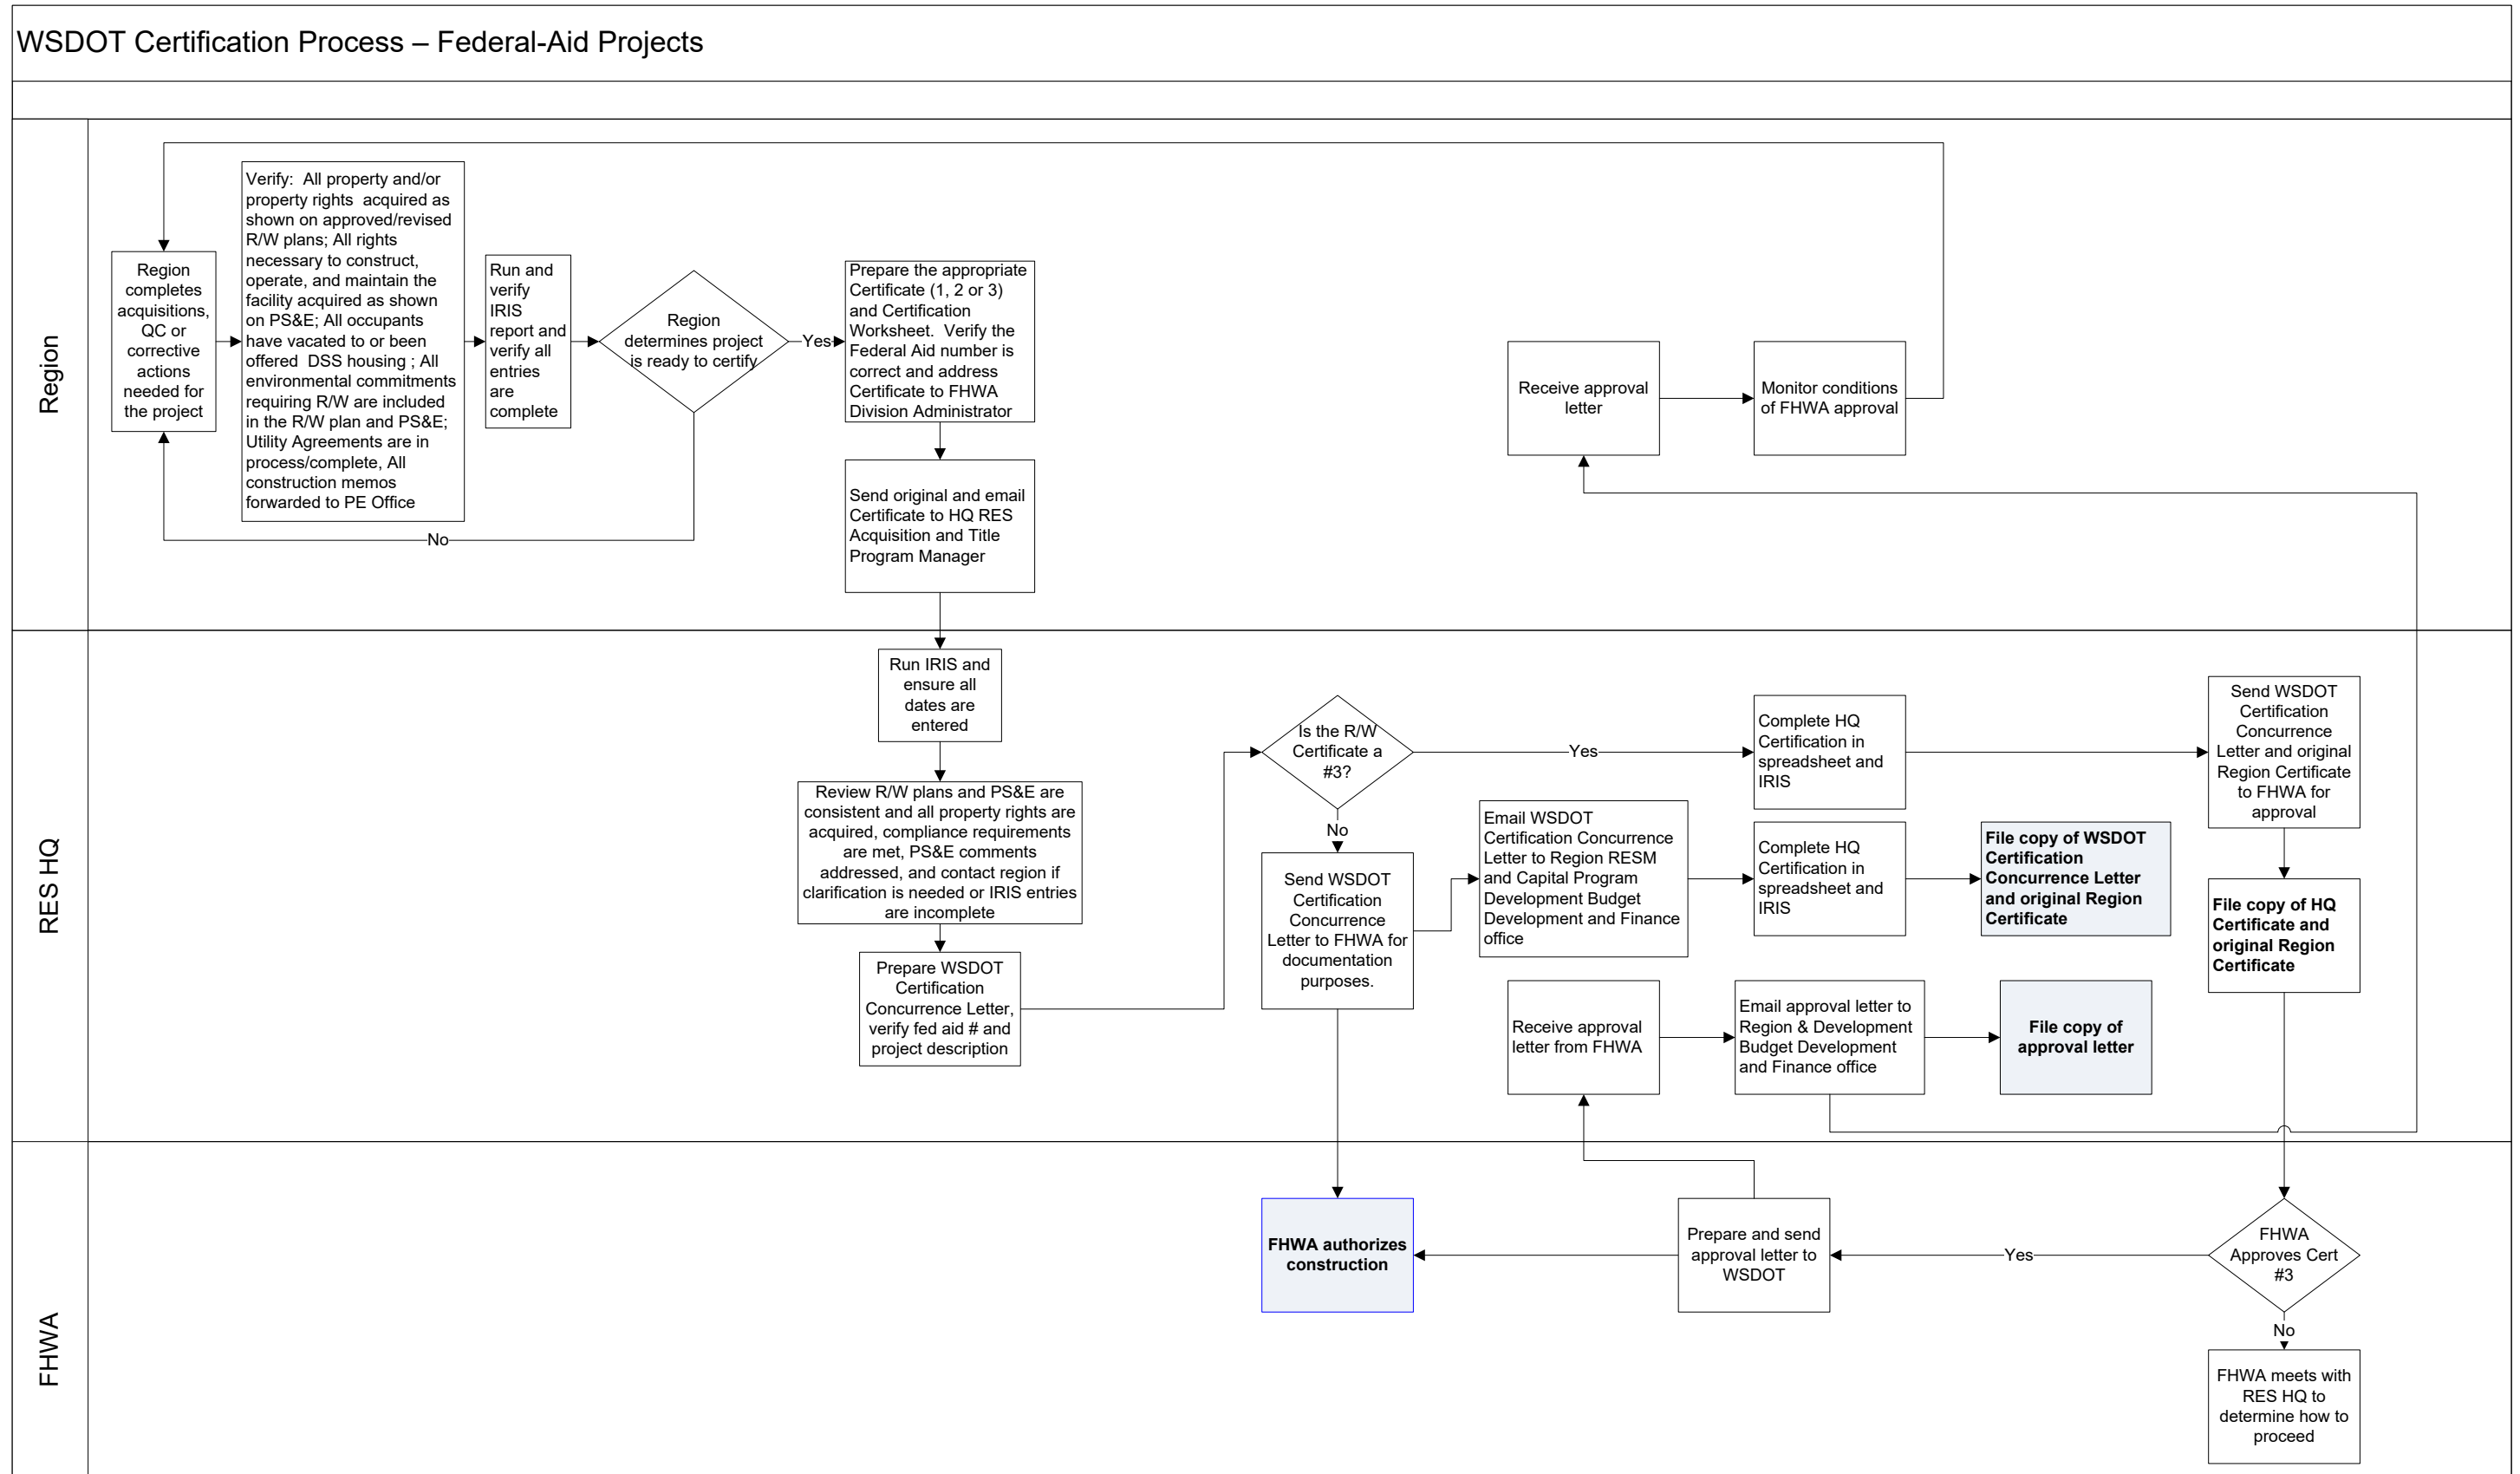 WSDOT Certification Process – Federal-Aid Projects
Region
Region
completes
acquisitions,
QC or
corrective
actions
needed for
the project
Verify:  All property and/or
property rights  acquired as
shown on approved/revised
R/W plans; All rights
necessary to construct,
operate, and maintain the
facility acquired as shown
on PS&E; All occupants
have vacated to or been
offered  DSS housing ; All
environmental commitments
requiring R/W are included
in the R/W plan and PS&E;
Utility Agreements are in
process/complete, All
construction memos
forwarded to PE Office
Run and
verify
IRIS
report and
verify all
entries
are
complete
Region
determines project
is ready to certify
Yes
No
Prepare the appropriate
Certificate (1, 2 or 3)
and Certification
Worksheet.  Verify the
Federal Aid number is
correct and address
Certificate to FHWA
Division Administrator
Send original and email
Certificate to HQ RES
Acquisition and Title
Program Manager
Receive approval
letter
Monitor conditions
of FHWA approval
RES HQ
Run IRIS and
ensure all
dates are
entered
Review R/W plans and PS&E are
consistent and all property rights are
acquired, compliance requirements
are met, PS&E comments
addressed, and contact region if
clarification is needed or IRIS entries
are incomplete
Prepare WSDOT
Certification
Concurrence Letter,
verify fed aid # and
project description
Is the R/W
Certificate a
#3?
Yes
No
Complete HQ
Certification in
spreadsheet and
IRIS
Send WSDOT
Certification
Concurrence
Letter and original
Region Certificate
to FHWA for
approval
Send WSDOT
Certification
Concurrence
Letter to FHWA for
documentation
purposes.
Email WSDOT
Certification Concurrence
Letter to Region RESM
and Capital Program
Development Budget
Development and Finance
office
Complete HQ
Certification in
spreadsheet and
IRIS
File copy of WSDOT
Certification
Concurrence Letter
and original Region
Certificate
File copy of HQ
Certificate and
original Region
Certificate
Receive approval
letter from FHWA
Email approval letter to
Region & Development
Budget Development
and Finance office
File copy of
approval letter
FHWA
FHWA authorizes
construction
Prepare and send
approval letter to
WSDOT
Yes
FHWA
Approves Cert
#3
No
FHWA meets with
RES HQ to
determine how to
proceed